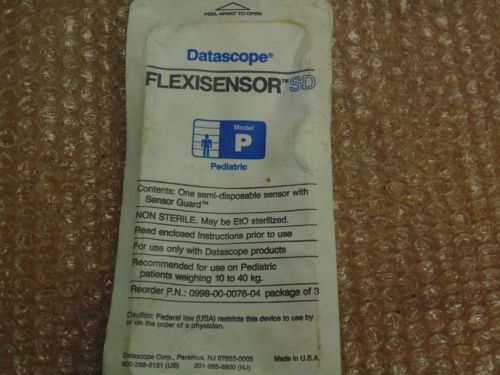 PEEL APART TO OPEN
Datascope®
FLEXISENSOR™ SD
Model
P
Pediatric
Contents: One semi-disposable sensor with
Sensor Guard™
NON STERILE. May be EtO sterilized.
Read enclosed Instructions prior to use
For use only with Datascope products
Recommended for use on Pediatric
patients weighing 10 to 40 kg.
Reorder P.N.: 0998-00-0076-04 package of 3
Caution: Federal law (USA) restricts this device to use by
or on the order of a physician.
Datascope Corp., Paramus, NJ 07653-0005
Made in U.S.A.
800-288-2121 (US) 201-265-8800 (NJ)